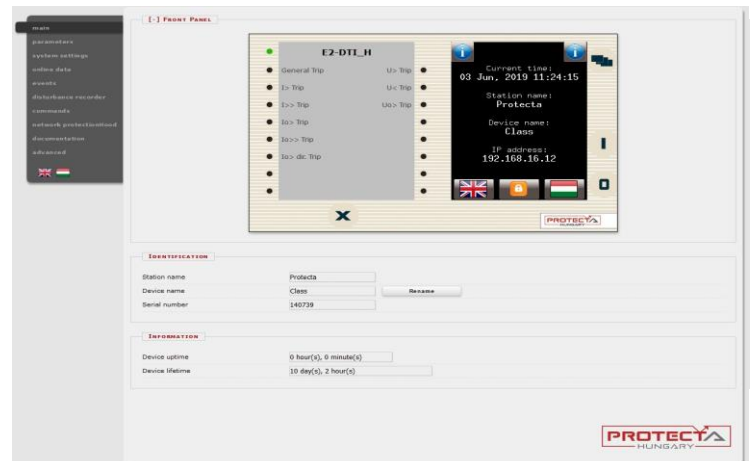 main
parameters
system settings
online data
events
disturbance recorder
commands
network protection
documentation
advanced
[-] Front Panel
E2-DTI_H
General Trip
U> Trip
I> Trip
U< Trip
I>> Trip
Uo> Trip
Io> Trip
Io>> Trip
Io> dir. Trip
X
i
i
Current time:
03 Jun, 2019 11:24:15
Station name:
Protecta
Device name:
Class
IP address:
192.168.16.12
I
O
PROTECTA
HUNGARY
Identification
Station name
Protecta
Device name
Class
Rename
Serial number
140739
Information
Device uptime
0 hour(s), 0 minute(s)
Device lifetime
10 day(s), 2 hour(s)
PROTECTA
HUNGARY